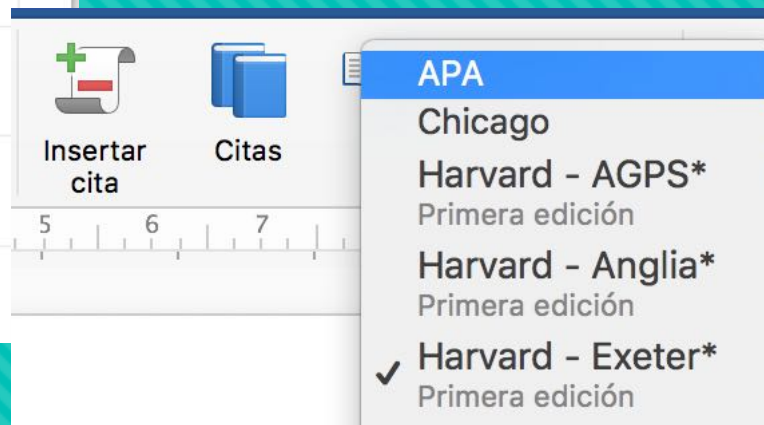 Insertar
cita
Citas
5 6 7
APA
Chicago
Harvard - AGPS*
Primera edición
Harvard - Anglia*
Primera edición
Harvard - Exeter*
Primera edición